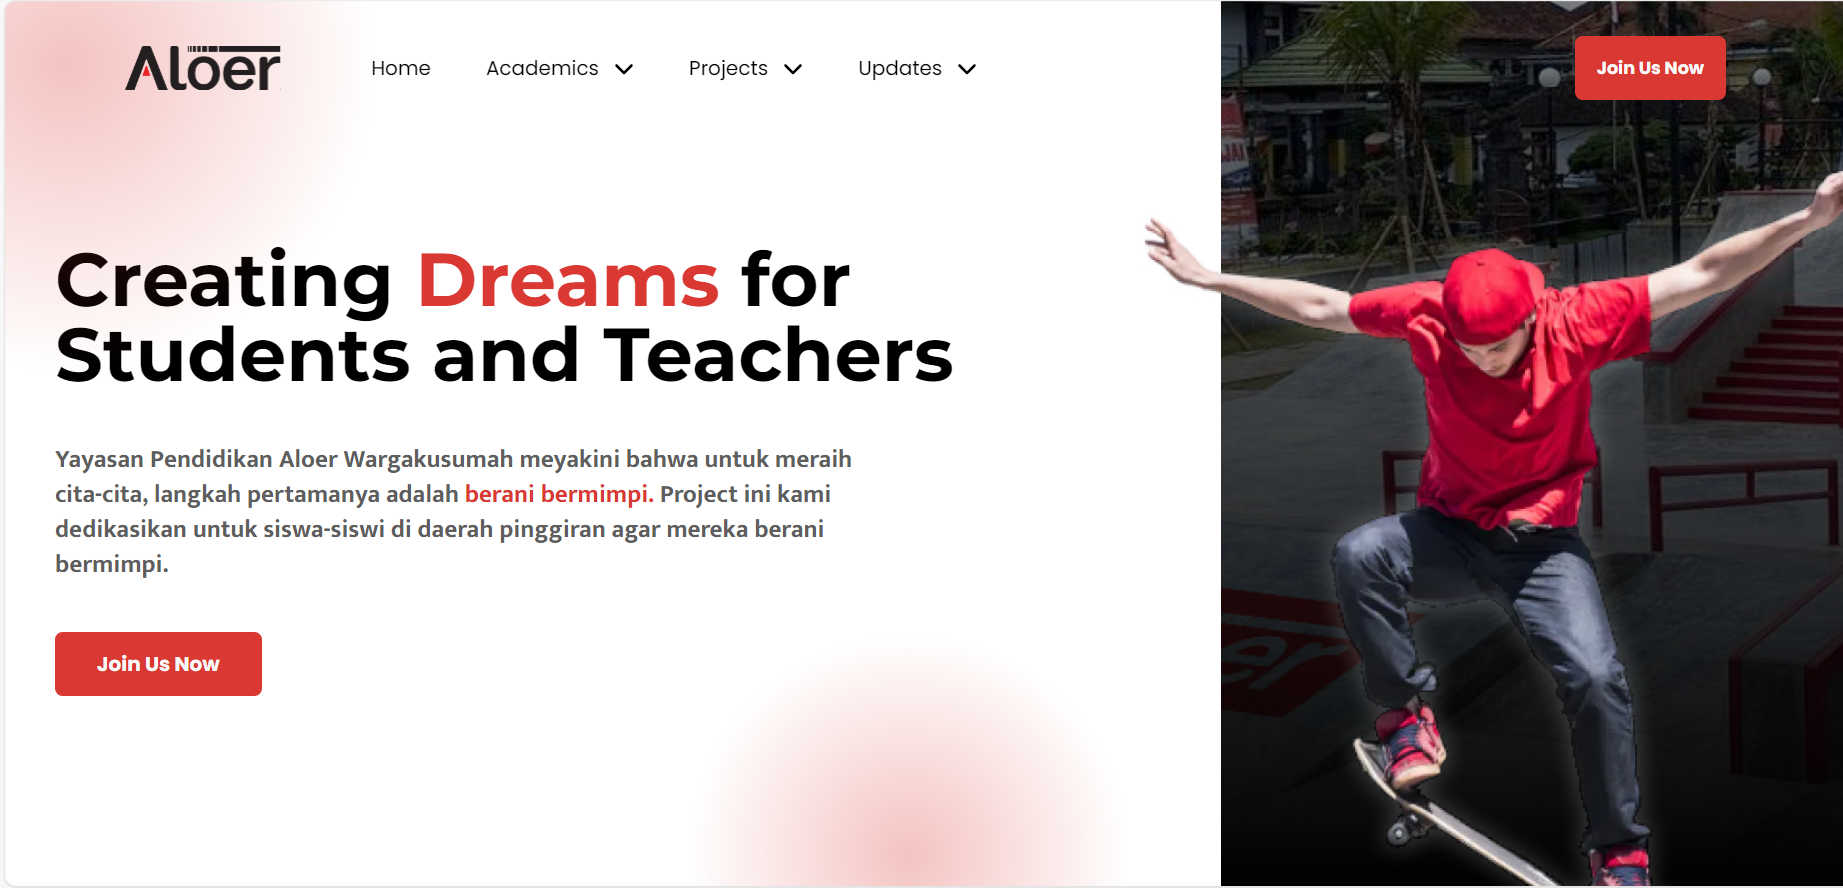 Aloer
Home
Academics
Projects
Updates
Join Us Now
Creating Dreams for
Students and Teachers
Yayasan Pendidikan Aloer Wargakusumah meyakini bahwa untuk meraih
cita-cita, langkah pertamanya adalah berani bermimpi. Project ini kami
dedikasikan untuk siswa-siswi di daerah pinggiran agar mereka berani
bermimpi.
Join Us Now